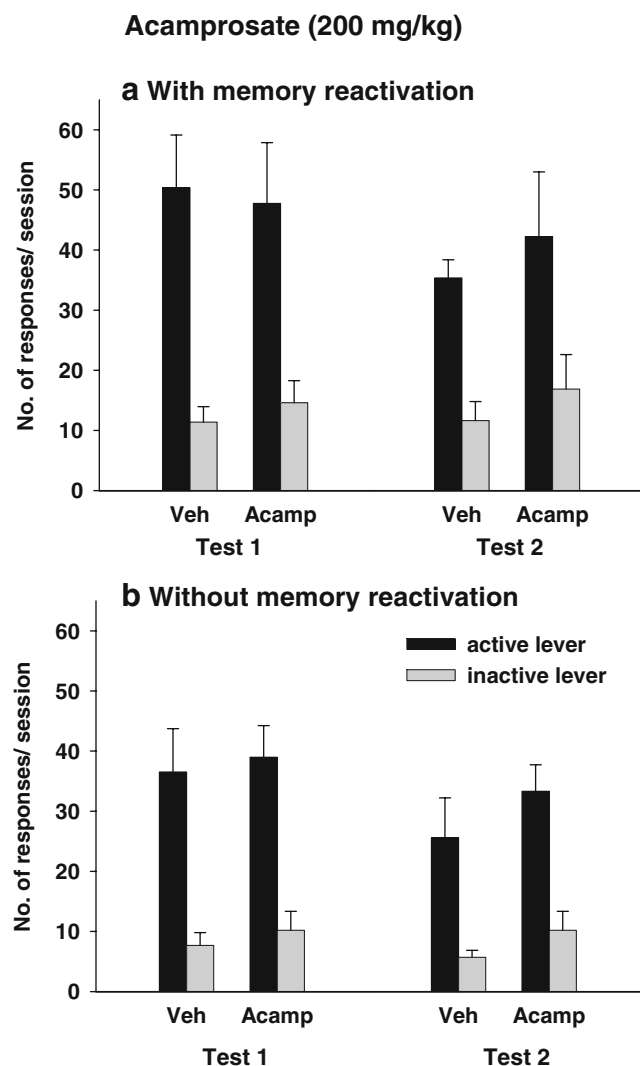 Acamprosate (200 mg/kg)
a With memory reactivation
No. of responses/ session
60
50
40
30
20
10
0
Veh Acamp Veh Acamp
Test 1 Test 2
b Without memory reactivation
No. of responses/ session
60
50
40
30
20
10
0
active lever
inactive lever
Veh Acamp Veh Acamp
Test 1 Test 2